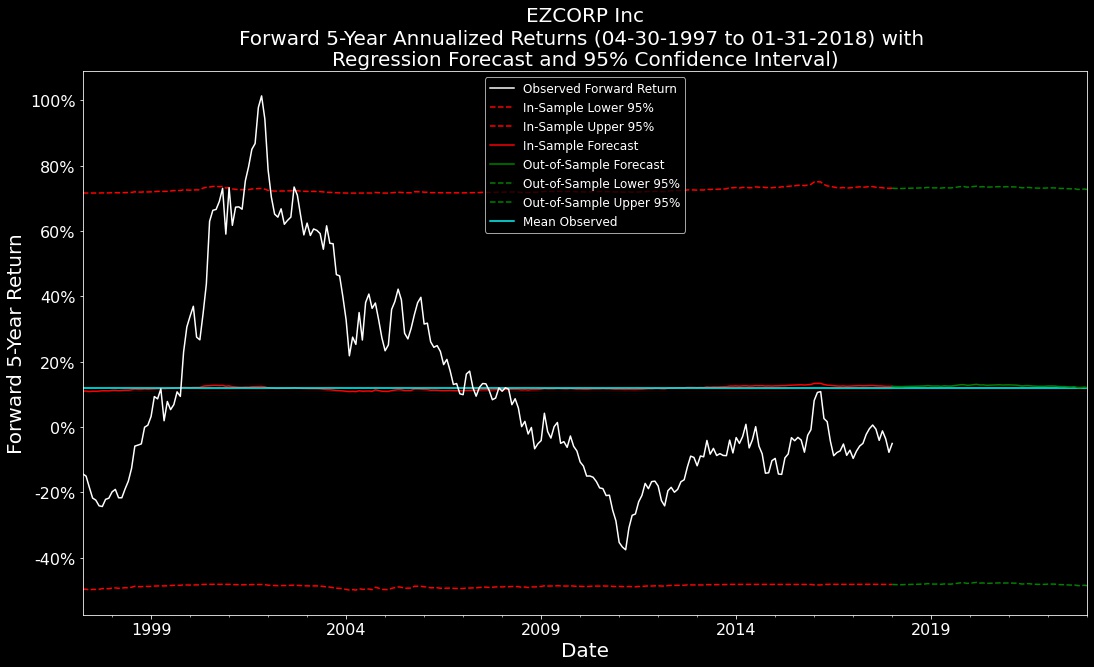 EZCORP Inc
Forward 5-Year Annualized Returns (04-30-1997 to 01-31-2018) with
Regression Forecast and 95% Confidence Interval)
Observed Forward Return
In-Sample Lower 95%
In-Sample Upper 95%
In-Sample Forecast
Out-of-Sample Forecast
Out-of-Sample Lower 95%
Out-of-Sample Upper 95%
Mean Observed
Forward 5-Year Return
100%
80%
60%
40%
20%
0%
-20%
-40%
1999
2004
2009
2014
2019
Date